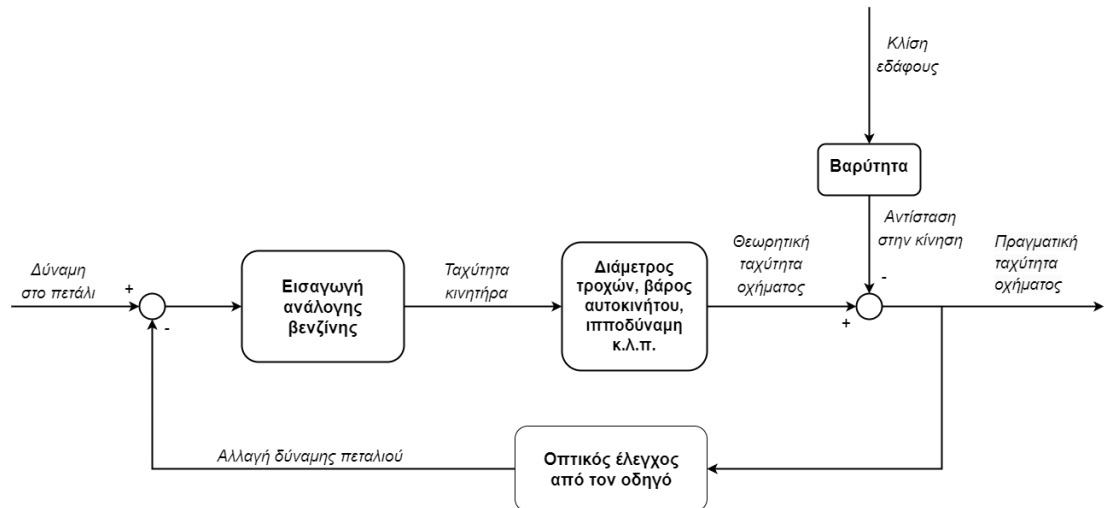 Κλίση
εδάφους
Βαρύτητα
Αντίσταση
στην κίνηση
Δύναμη
στο πετάλι
+
-
Εισαγωγή
ανάλογης
βενζίνης
Ταχύτητα
κινητήρα
Διάμετρος
τροχών, βάρος
αυτοκινήτου,
ιπποδύναμη
κ.λ.π.
Θεωρητική
ταχύτητα
οχήματος
-
+
Πραγματική
ταχύτητα
οχήματος
Αλλαγή δύναμης πεταλιού
Οπτικός έλεγχος
από τον οδηγό